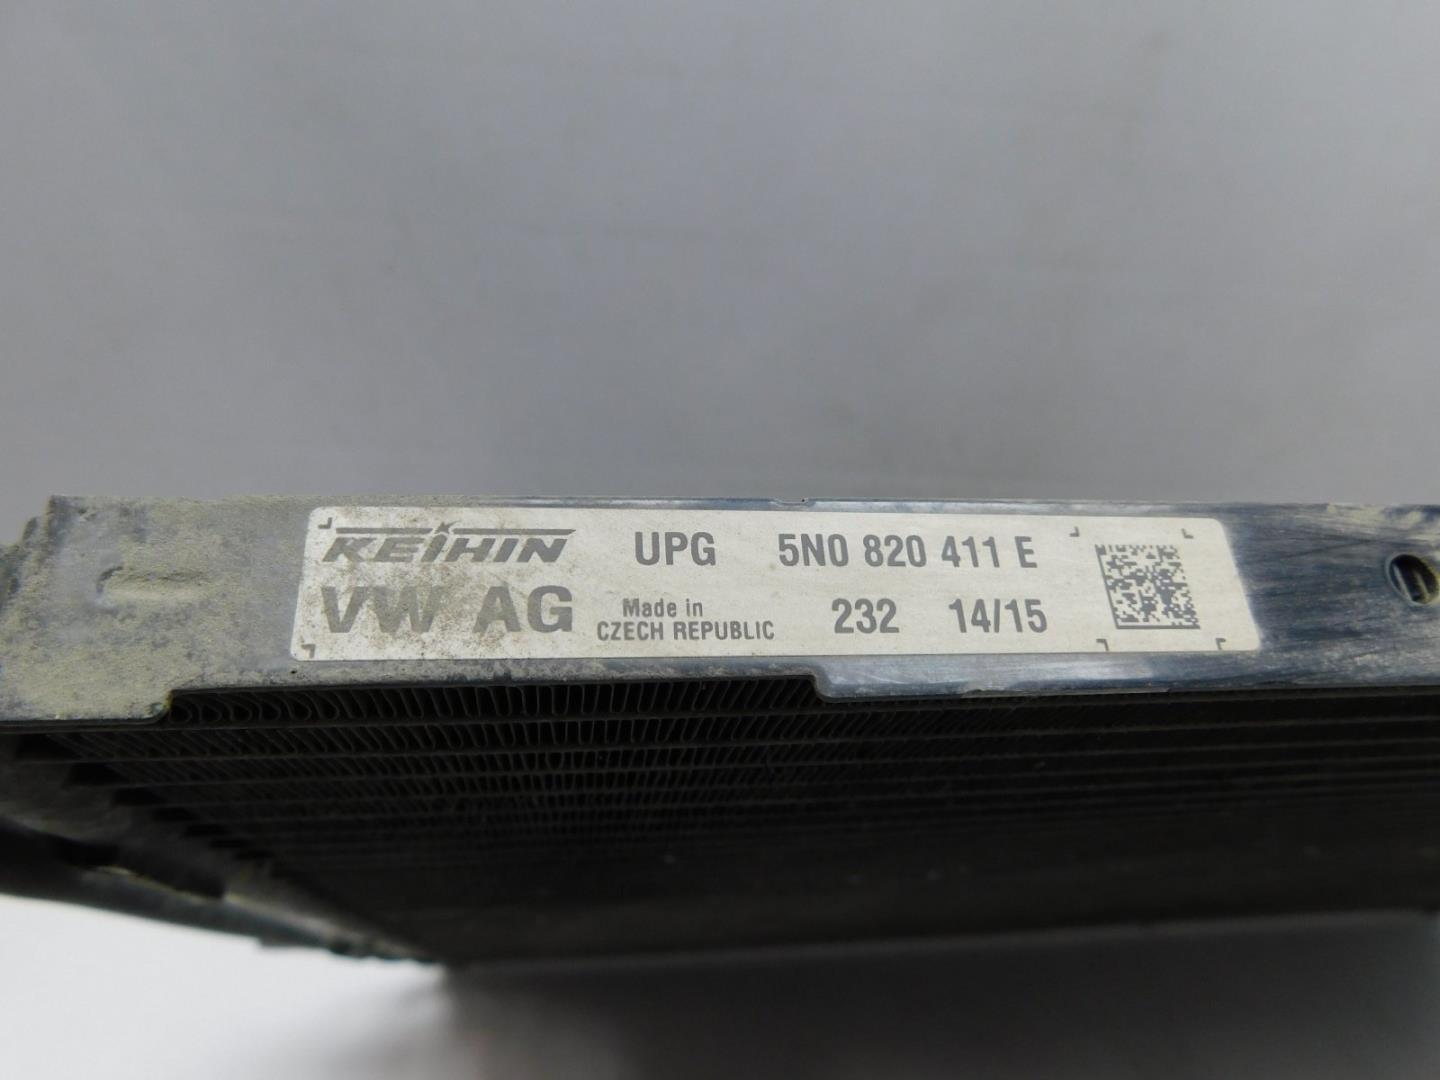 KEIHIN UPG 5N0 820 411 E
VW AG Made in CZECH REPUBLIC 232 14/15